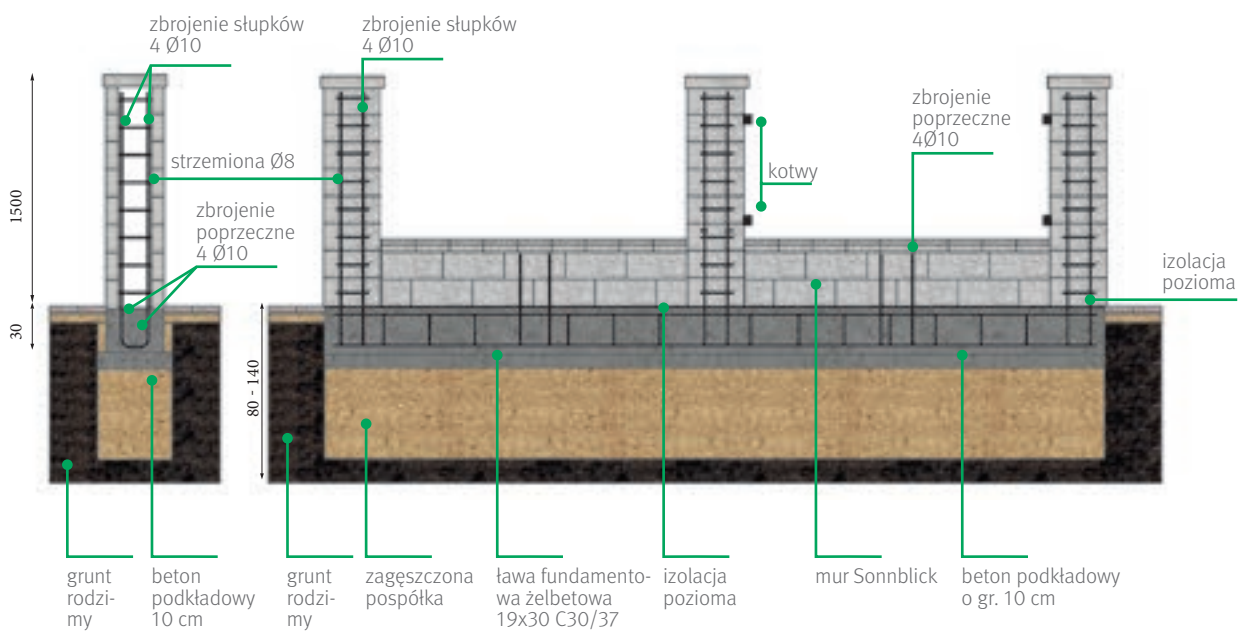 zbrojenie słupków
4 Ø10
zbrojenie słupków
4 Ø10
zbrojenie
poprzeczne
4Ø10
strzemiona Ø8
kotwy
1500
zbrojenie
poprzeczne
4 Ø10
izolacja
pozioma
30
80 - 140
grunt
rodzi-
my
beton
podkładowy
10 cm
grunt
rodzi-
my
zagęszczona
pospółka
ława fundamento-
wa żelbetowa
19x30 C30/37
izolacja
pozioma
mur Sonnblick
beton podkładowy
o gr. 10 cm